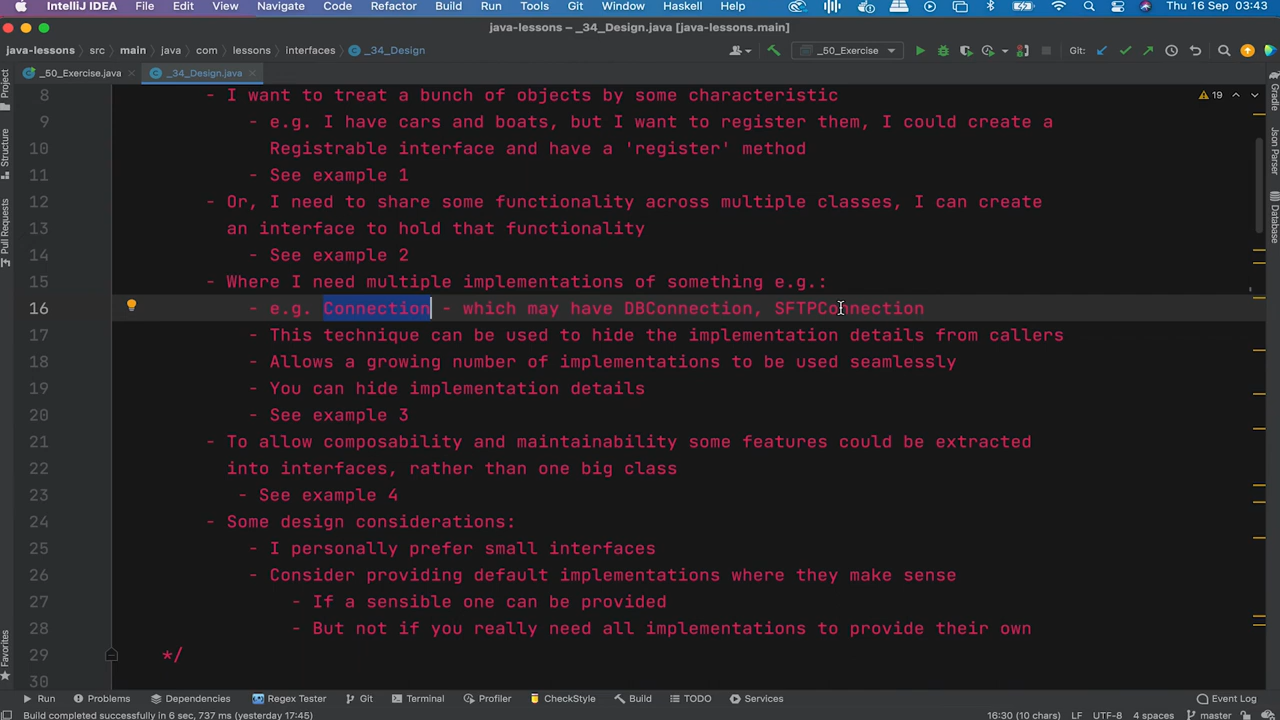 IntelliJ IDEA File Edit View Navigate Code Refactor Build Run Tools Git Window Help Thu 16 Sep 03:43
java-lessons – _34_Design.java [java-lessons.main]
java-lessons src main java com lessons interfaces _34_Design _50_Exercise Git:
_50_Exercise.java _34_Design.java
8 - I want to treat a bunch of objects by some characteristic 19
9 - e.g. I have cars and boats, but I want to register them, I could create a
10 Registrable interface and have a 'register' method
11 - See example 1
12 - Or, I need to share some functionality across multiple classes, I can create
13 an interface to hold that functionality
14 - See example 2
15 - Where I need multiple implementations of something e.g.:
16 - e.g. Connection - which may have DBConnection, SFTPConnection
17 - This technique can be used to hide the implementation details from callers
18 - Allows a growing number of implementations to be used seamlessly
19 - You can hide implementation details
20 - See example 3
21 - To allow composability and maintainability some features could be extracted
22 into interfaces, rather than one big class
23 - See example 4
24 - Some design considerations:
25 - I personally prefer small interfaces
26 - Consider providing default implementations where they make sense
27 - If a sensible one can be provided
28 - But not if you really need all implementations to provide their own
29 */
30
Project
Structure
Pull Requests
Favorites
Gradle
Json Parser
Database
Run Problems Dependencies Regex Tester Git Terminal Profiler CheckStyle Build TODO Services Event Log
Build completed successfully in 6 sec, 737 ms (yesterday 17:45) 16:30 (10 chars) LF UTF-8 4 spaces master